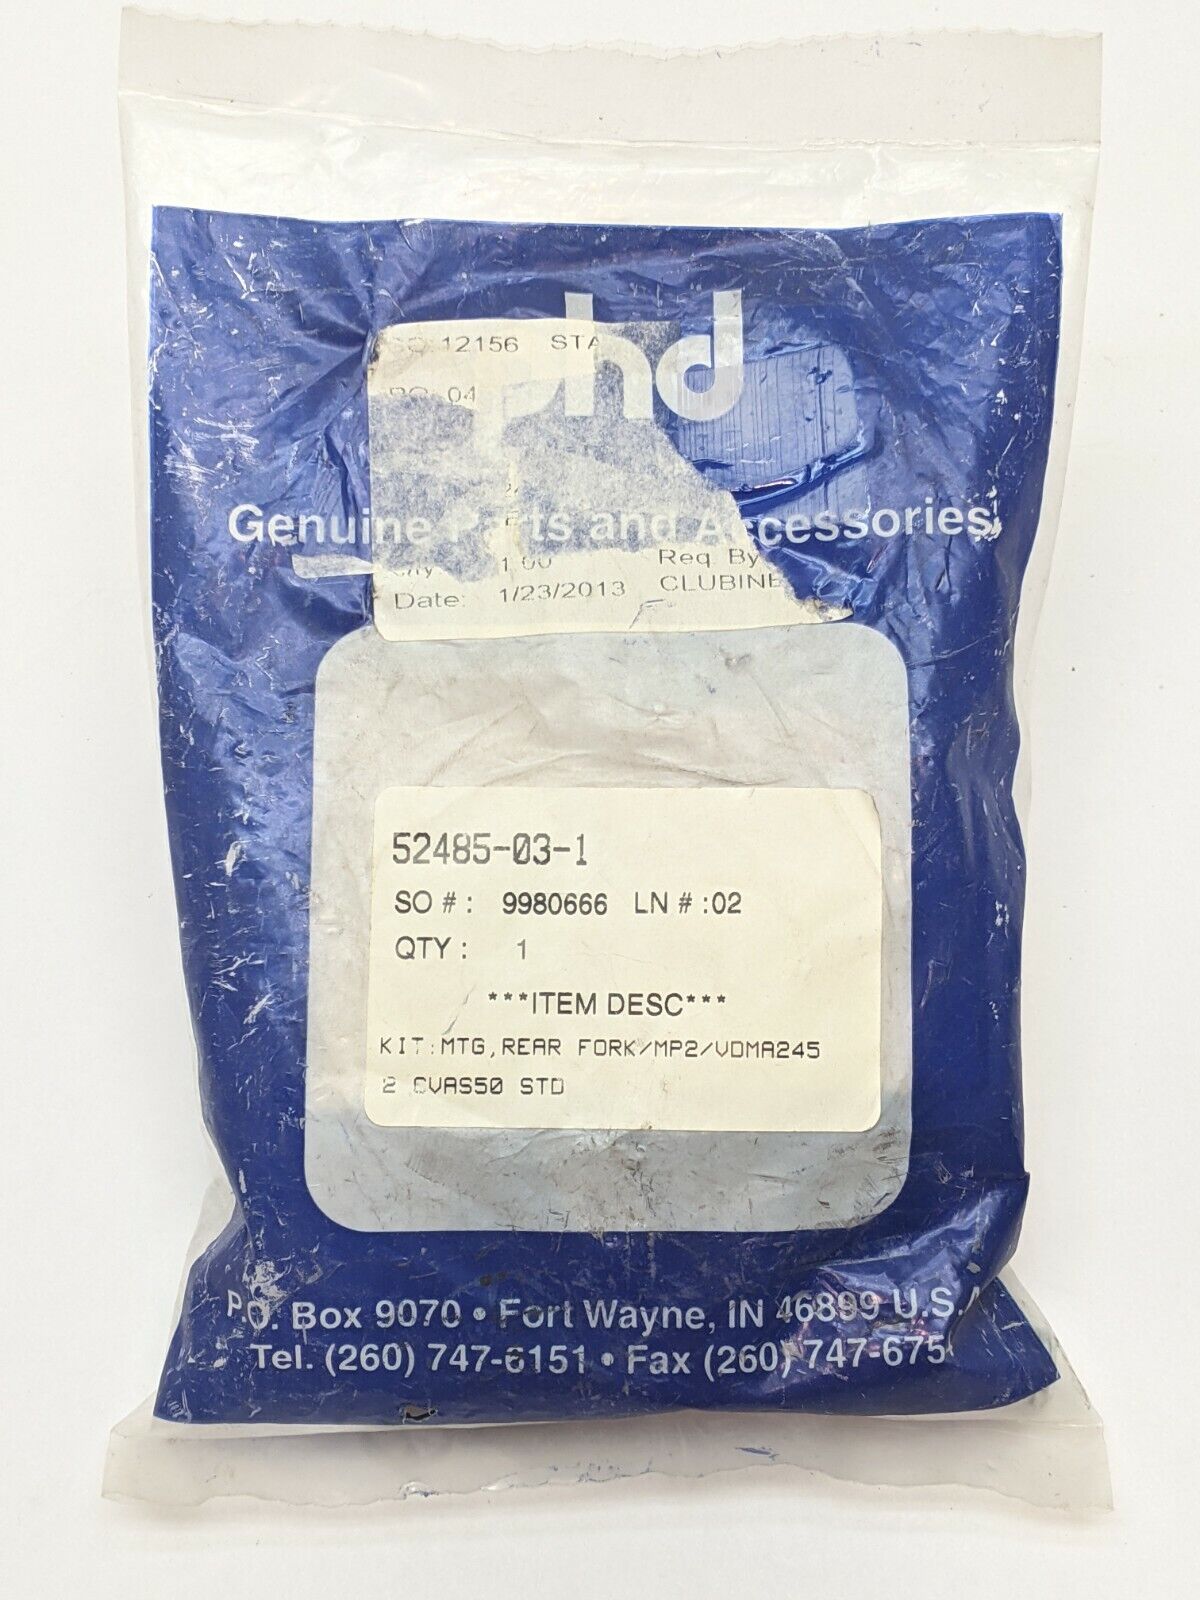 phd
12156 STA
04
Genuine Parts and Accessories
1.00 Req. By
Date: 1/23/2013 CLUBINE
52485-03-1
SO #: 9980666 LN #:02
QTY: 1
***ITEM DESC***
KIT:MTG,REAR FORK/MP2/VDMA245
2 CVAS50 STD
P.O. Box 9070 • Fort Wayne, IN 46899 U.S.A
Tel. (260) 747-6151 • Fax (260) 747-675